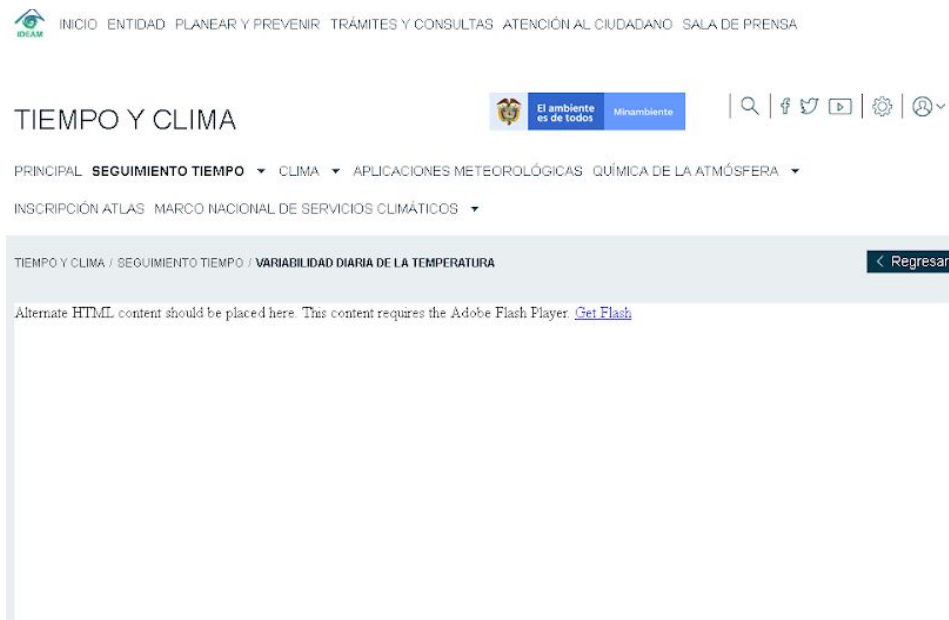 IDEAM INICIO ENTIDAD PLANEAR Y PREVENIR TRÁMITES Y CONSULTAS ATENCIÓN AL CIUDADANO SALA DE PRENSA
TIEMPO Y CLIMA
El ambiente
es de todos
Minambiente
PRINCIPAL SEGUIMIENTO TIEMPO CLIMA APLICACIONES METEOROLÓGICAS QUÍMICA DE LA ATMÓSFERA
INSCRIPCIÓN ATLAS MARCO NACIONAL DE SERVICIOS CLIMÁTICOS
TIEMPO Y CLIMA / SEGUIMIENTO TIEMPO / VARIABILIDAD DIARIA DE LA TEMPERATURA
< Regresar
Alternate HTML content should be placed here. This content requires the Adobe Flash Player. Get Flash